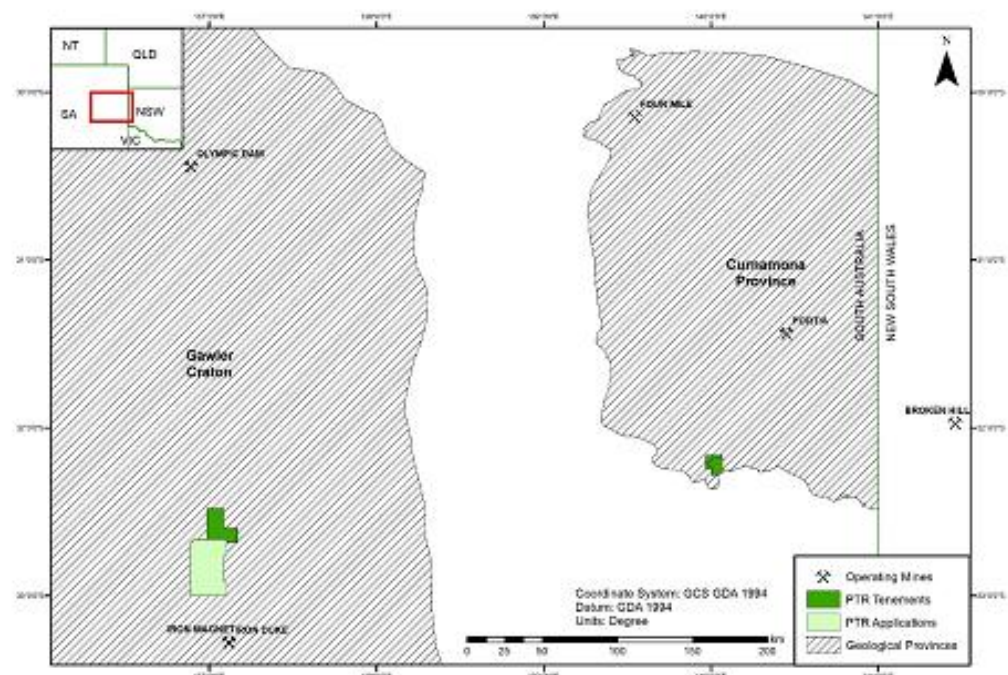 NT
QLD
SA
NSW
VIC
N
OLYMPIC DAM
FOUR MILE
Curnamona
Province
PORTIA
SOUTH AUSTRALIA
NEW SOUTH WALES
Gawler
Craton
BROKEN HILL
IRON MAGNET
IRON DUKE
Coordinate System: GCS GDA 1994
Datum: GDA 1994
Units: Degree
km
0 25 50 100 150 200
Operating Mines
PTR Tenements
PTR Applications
Geological Provinces